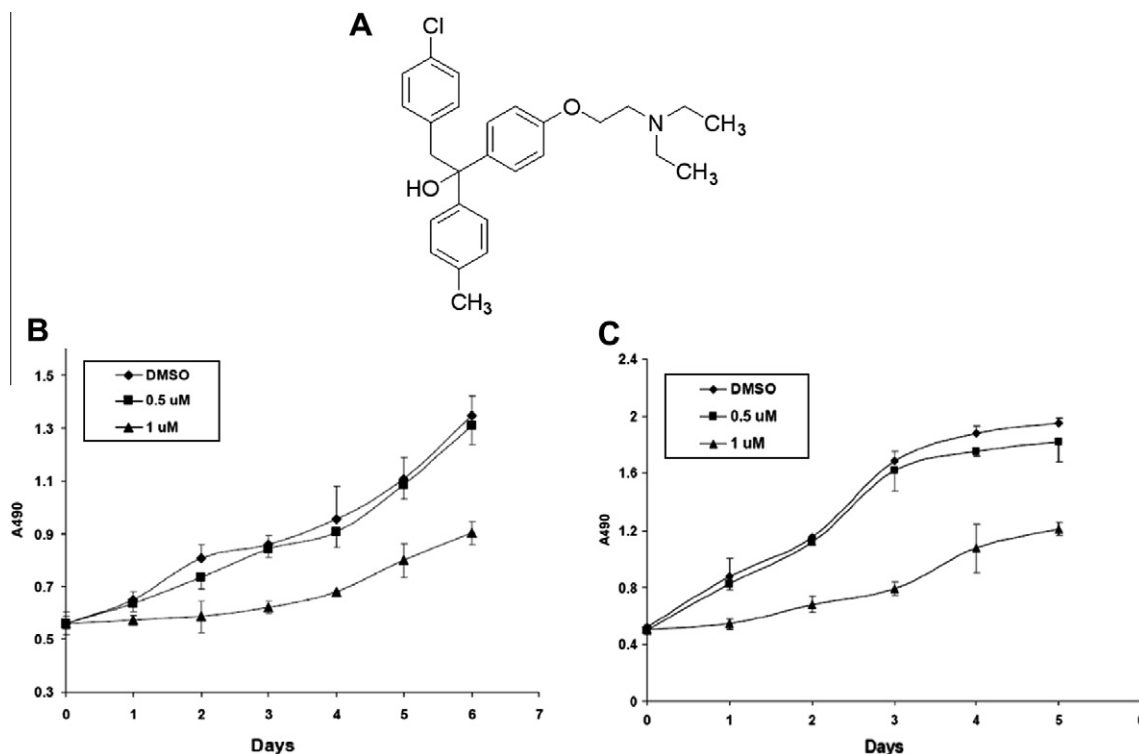 A
Cl
O
N
CH3
CH3
HO
CH3
B
DMSO
0.5 uM
1 uM
1.5
1.3
1.1
0.9
0.7
0.5
0.3
A490
0 1 2 3 4 5 6 7
Days
C
DMSO
0.5 uM
1 uM
2.4
2
1.6
1.2
0.8
0.4
0
A490
0 1 2 3 4 5 6
Days